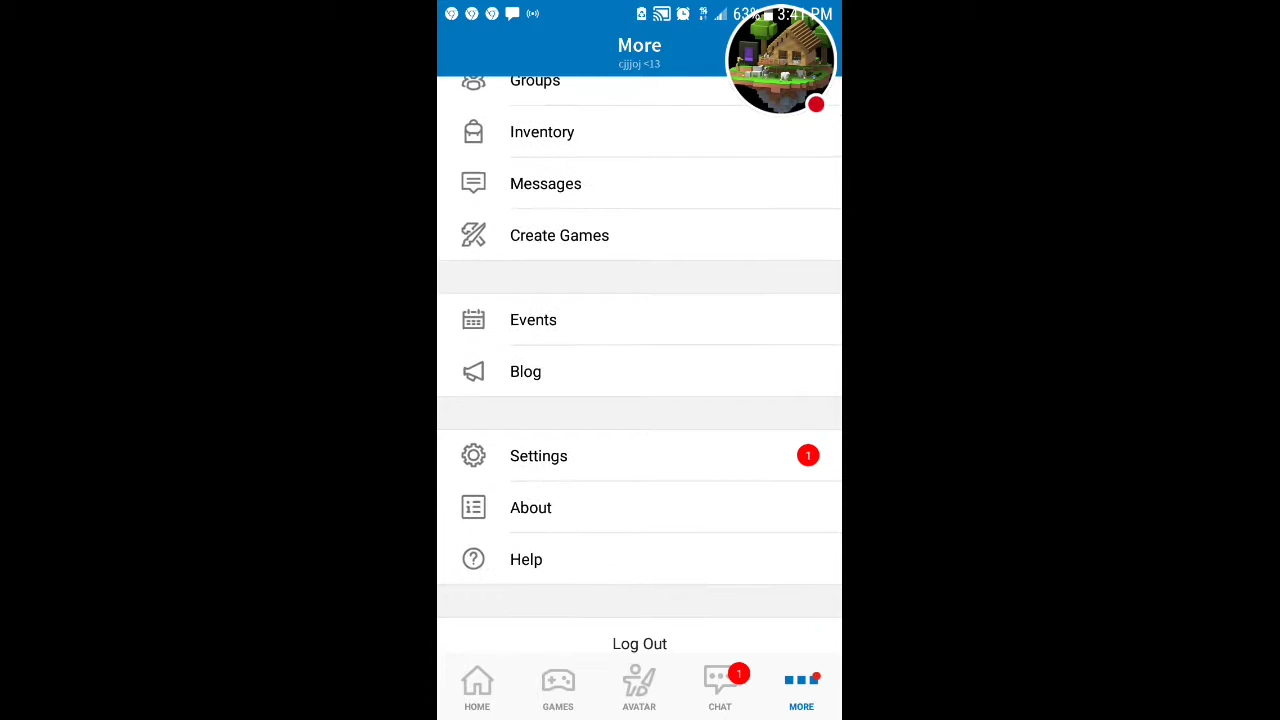 63% 3:41 PM
More
cjjjoj <13
Groups
Inventory
Messages
Create Games
Events
Blog
Settings
1
About
Help
Log Out
1
HOME
GAMES
AVATAR
CHAT
MORE